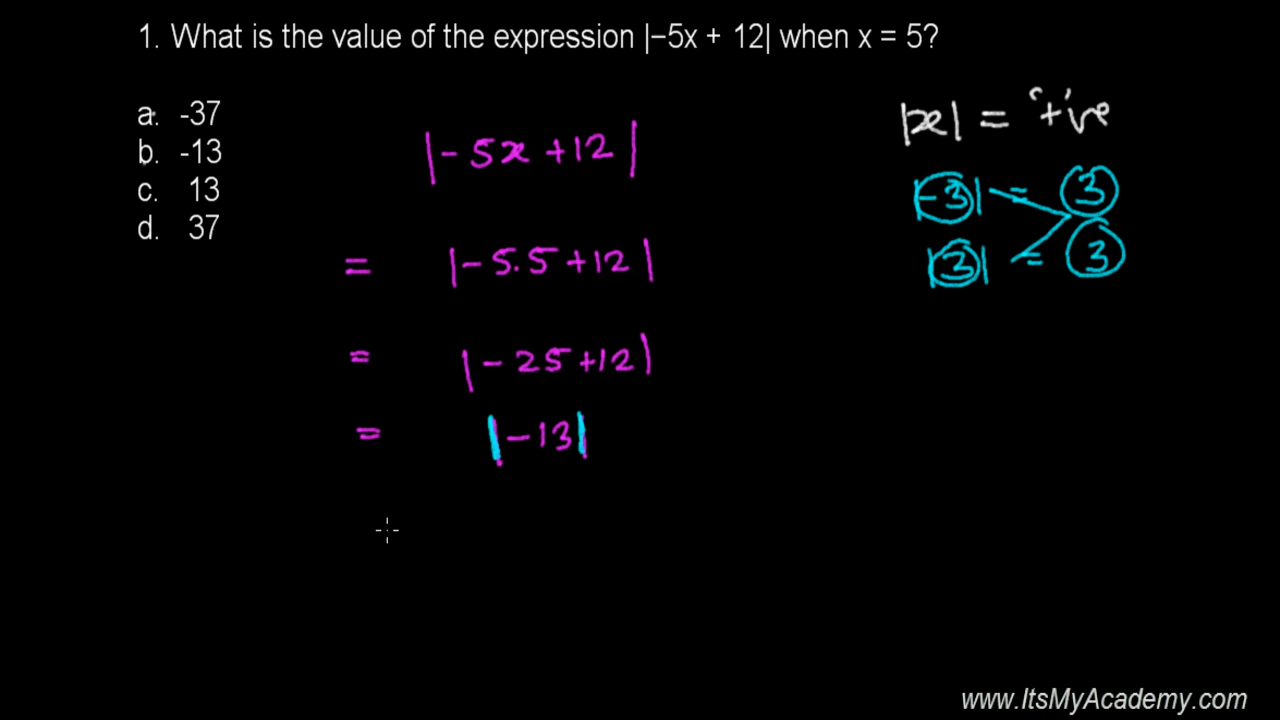 1. What is the value of the expression |−5x + 12| when x = 5?
a. -37
b. -13
c. 13
d. 37
|-5x+12|
= |-5.5+12|
= |-25+12|
= |-13|
|x| = '+'ve
|-3| = 3
|3| = 3
www.ItsMyAcademy.com